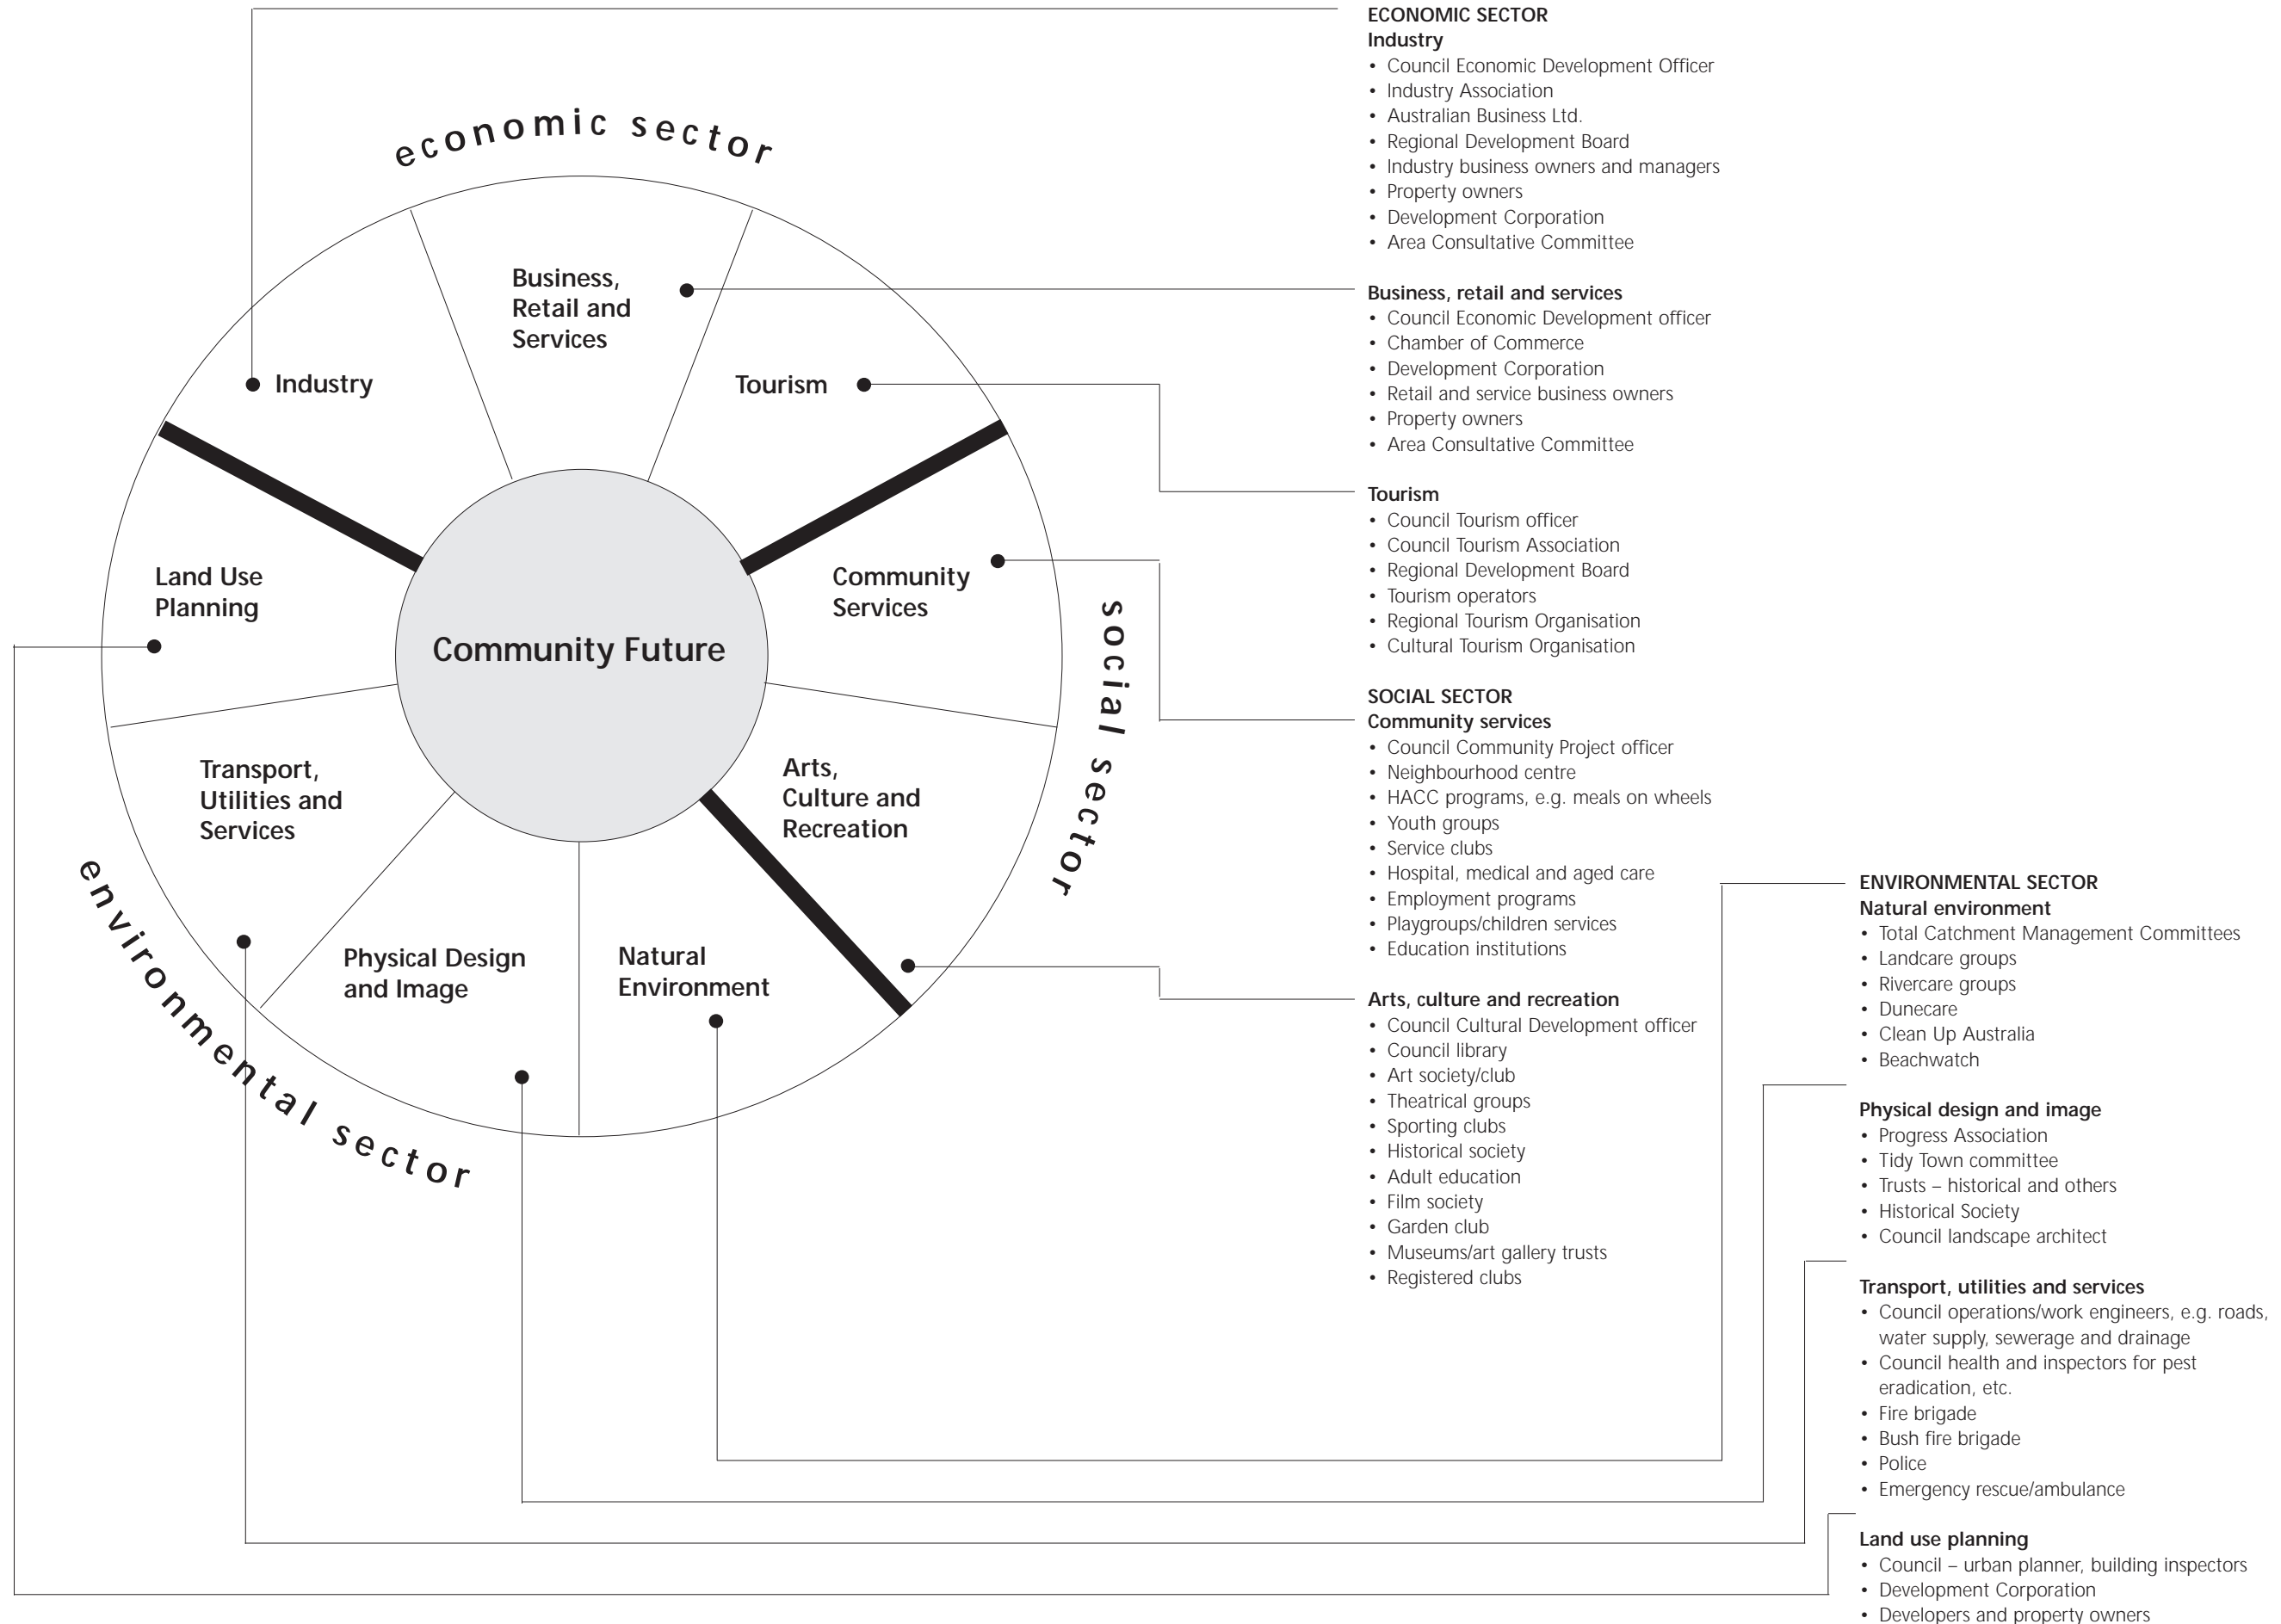 economic sector
Business,
Retail and
Services
Industry
Tourism
Land Use
Planning
Community
Services
Community Future
social sector
Transport,
Utilities and
Services
Arts,
Culture and
Recreation
Physical Design
and Image
Natural
Environment
environmental sector
ECONOMIC SECTOR
Industry
• Council Economic Development Officer
• Industry Association
• Australian Business Ltd.
• Regional Development Board
• Industry business owners and managers
• Property owners
• Development Corporation
• Area Consultative Committee
Business, retail and services
• Council Economic Development officer
• Chamber of Commerce
• Development Corporation
• Retail and service business owners
• Property owners
• Area Consultative Committee
Tourism
• Council Tourism officer
• Council Tourism Association
• Regional Development Board
• Tourism operators
• Regional Tourism Organisation
• Cultural Tourism Organisation
SOCIAL SECTOR
Community services
• Council Community Project officer
• Neighbourhood centre
• HACC programs, e.g. meals on wheels
• Youth groups
• Service clubs
• Hospital, medical and aged care
• Employment programs
• Playgroups/children services
• Education institutions
Arts, culture and recreation
• Council Cultural Development officer
• Council library
• Art society/club
• Theatrical groups
• Sporting clubs
• Historical society
• Adult education
• Film society
• Garden club
• Museums/art gallery trusts
• Registered clubs
ENVIRONMENTAL SECTOR
Natural environment
• Total Catchment Management Committees
• Landcare groups
• Rivercare groups
• Dunecare
• Clean Up Australia
• Beachwatch
Physical design and image
• Progress Association
• Tidy Town committee
• Trusts – historical and others
• Historical Society
• Council landscape architect
Transport, utilities and services
• Council operations/work engineers, e.g. roads,
water supply, sewerage and drainage
• Council health and inspectors for pest
eradication, etc.
• Fire brigade
• Bush fire brigade
• Police
• Emergency rescue/ambulance
Land use planning
• Council – urban planner, building inspectors
• Development Corporation
• Developers and property owners